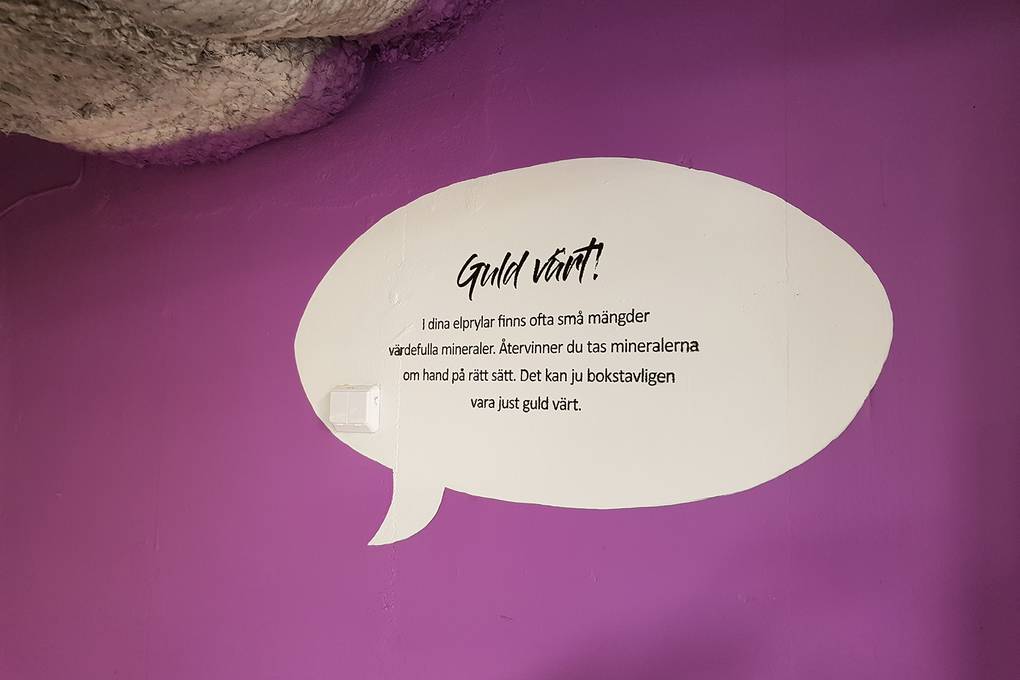 Guld värt!
I dina elprylar finns ofta små mängder
värdefulla mineraler. Återvinner du tas mineralerna
om hand på rätt sätt. Det kan ju bokstavligen
vara just guld värt.